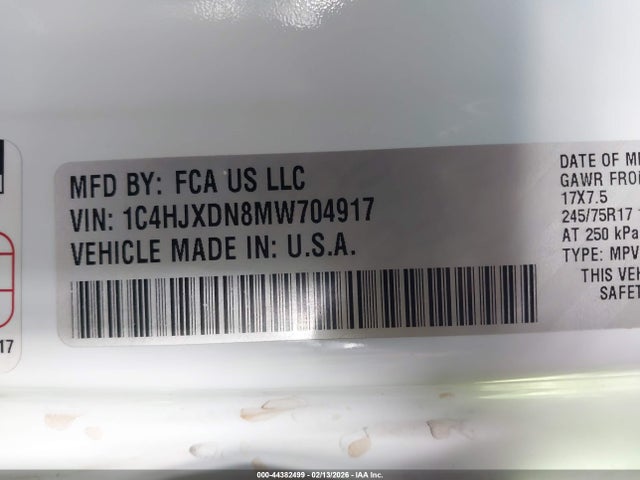 MFD BY: FCA US LLC
VIN: 1C4HJXDN8MW704917
VEHICLE MADE IN: U.S.A.
DATE OF M
GAWR FRO
17X7.5
245/75R17
AT 250 kPa
TYPE: MPV
THIS VEH
SAFET
17
000-44382499 - 02/13/2026 - IAA Inc.